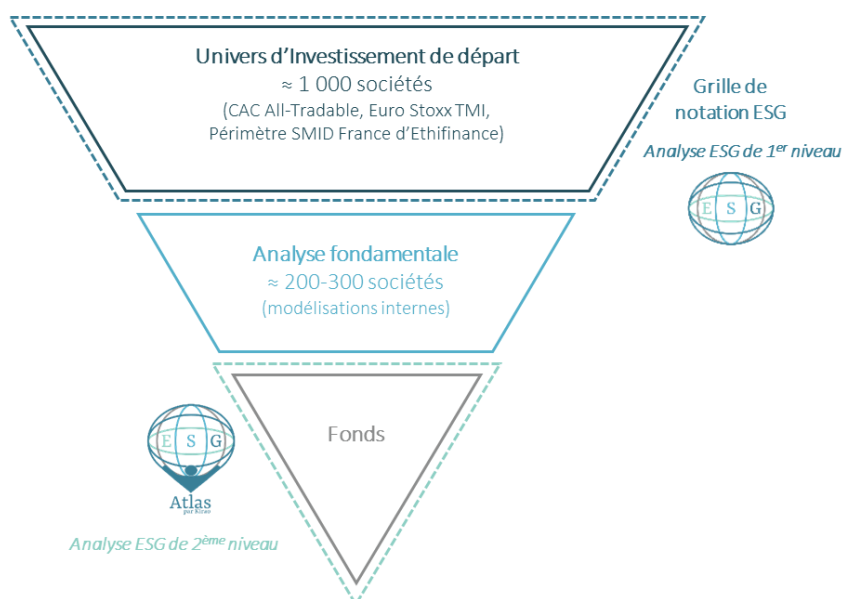 Univers d’Investissement de départ
≈ 1 000 sociétés
(CAC All-Tradable, Euro Stoxx TMI,
Périmètre SMID France d’Ethifinance)
Grille de
notation ESG
Analyse ESG de 1er niveau
E S G
Analyse fondamentale
≈ 200-300 sociétés
(modélisations internes)
Fonds
E S G
Atlas
par Kirao
Analyse ESG de 2ème niveau